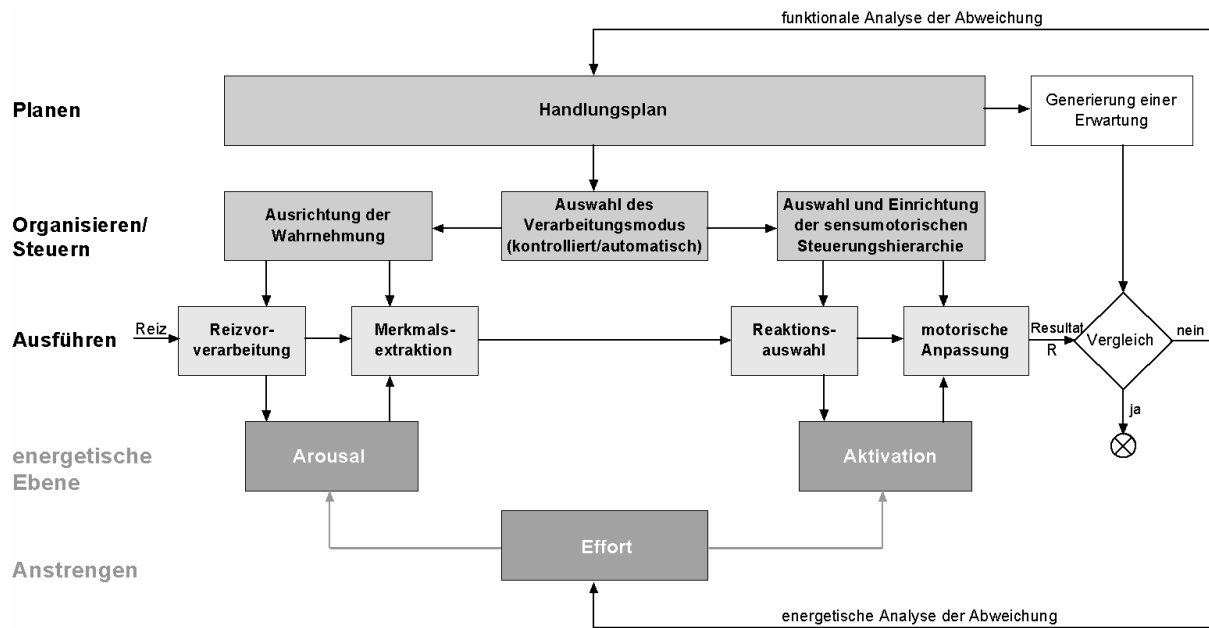 funktionale Analyse der Abweichung
Planen
Handlungsplan
Generierung einer
Erwartung
Organisieren/
Steuern
Ausrichtung der
Wahrnehmung
Auswahl des
Verarbeitungsmodus
(kontrolliert/automatisch)
Auswahl und Einrichtung
der sensumotorischen
Steuerungshierarchie
Ausführen
Reiz
Reizvor-
verarbeitung
Merkmals-
extraktion
Reaktions-
auswahl
motorische
Anpassung
Resultat
R
Vergleich
nein
ja
energetische
Ebene
Arousal
Aktivation
Anstrengen
Effort
energetische Analyse der Abweichung